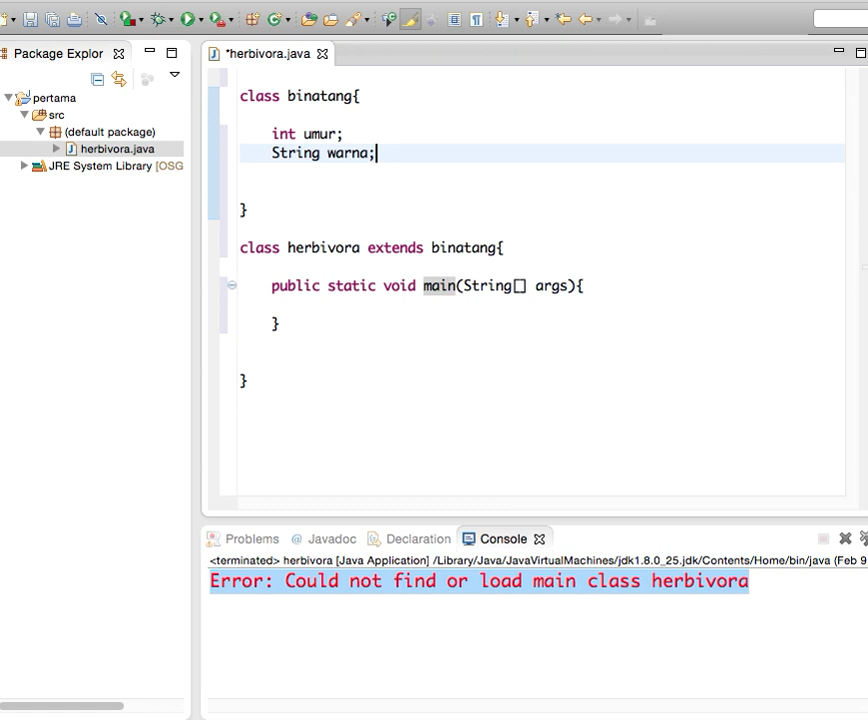 Package Explor
*herbivora.java
pertama
src
(default package)
herbivora.java
JRE System Library [OSG
class binatang{
int umur;
String warna;
}
class herbivora extends binatang{
public static void main(String[] args){
}
}
Problems @ Javadoc Declaration Console
<terminated> herbivora [Java Application] /Library/Java/JavaVirtualMachines/jdk1.8.0_25.jdk/Contents/Home/bin/java (Feb 9
Error: Could not find or load main class herbivora